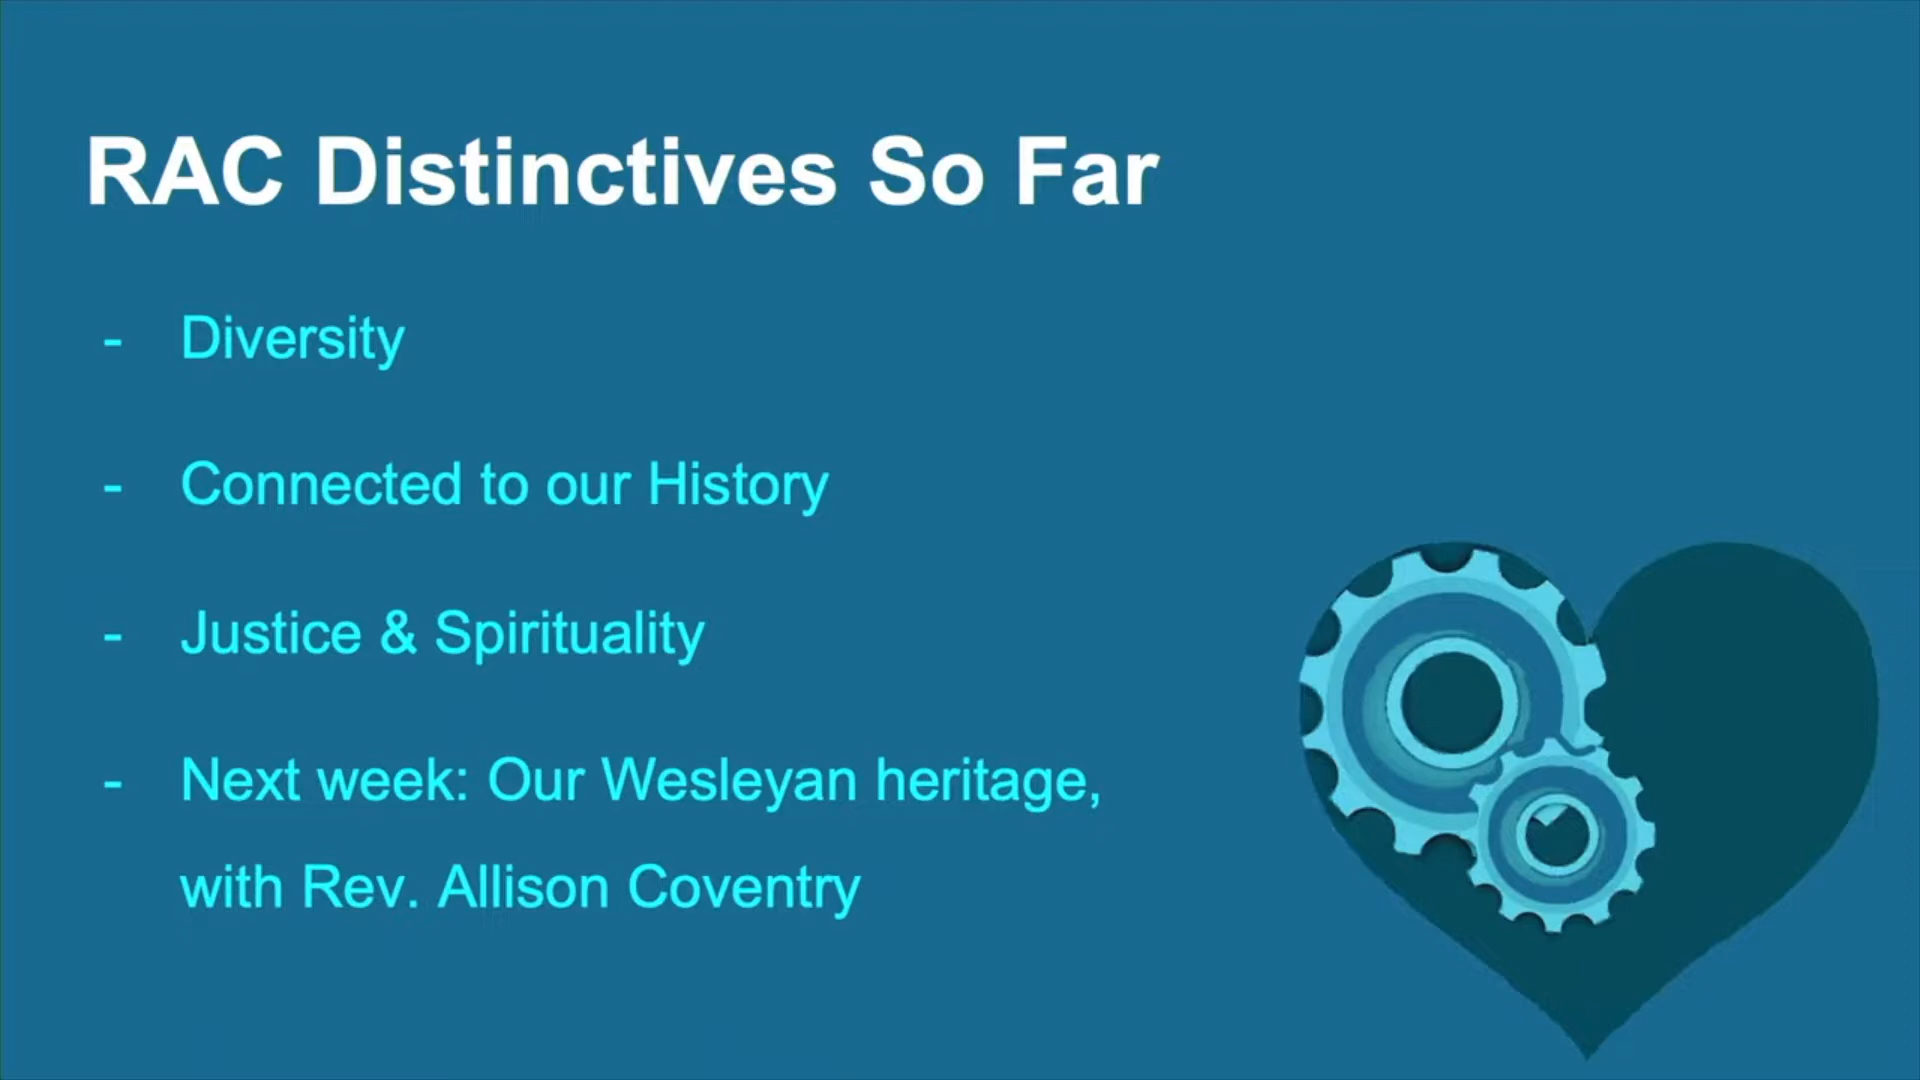 RAC Distinctives So Far
- Diversity
- Connected to our History
- Justice & Spirituality
- Next week: Our Wesleyan heritage,
with Rev. Allison Coventry